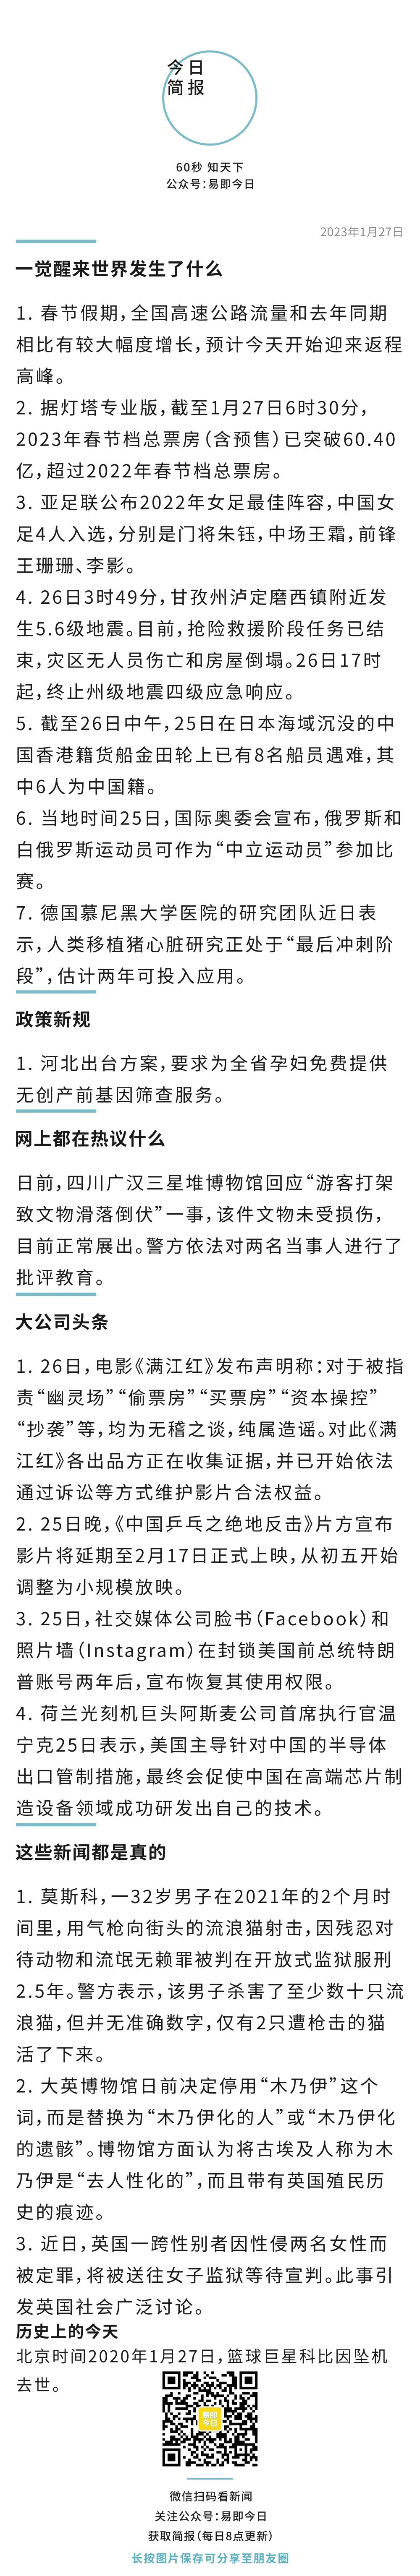 今日
简报
60秒 知天下
公众号：易即今日
2023年1月27日
一觉醒来世界发生了什么
1. 春节假期，全国高速公路流量和去年同期
相比有较大幅度增长，预计今天开始迎来返程
高峰。
2. 据灯塔专业版，截至1月27日6时30分，
2023年春节档总票房（含预售）已突破60.40
亿，超过2022年春节档总票房。
3. 亚足联公布2022年女足最佳阵容，中国女
足4人入选，分别是门将朱钰，中场王霜，前锋
王珊珊、李影。
4. 26日3时49分，甘孜州泸定磨西镇附近发
生5.6级地震。目前，抢险救援阶段任务已结
束，灾区无人员伤亡和房屋倒塌。26日17时
起，终止州级地震四级应急响应。
5. 截至26日中午，25日在日本海域沉没的中
国香港籍货船金田轮上已有8名船员遇难，其
中6人为中国籍。
6. 当地时间25日，国际奥委会宣布，俄罗斯和
白俄罗斯运动员可作为“中立运动员”参加比
赛。
7. 德国慕尼黑大学医院的研究团队近日表
示，人类移植猪心脏研究正处于“最后冲刺阶
段”，估计两年可投入应用。
政策新规
1. 河北出台方案，要求为全省孕妇免费提供
无创产前基因筛查服务。
网上都在热议什么
日前，四川广汉三星堆博物馆回应“游客打架
致文物滑落倒伏”一事，该件文物未受损伤，
目前正常展出。警方依法对两名当事人进行了
批评教育。
大公司头条
1. 26日，电影《满江红》发布声明称：对于被指
责“幽灵场”“偷票房”“买票房”“资本操控”
“抄袭”等，均为无稽之谈，纯属造谣。对此《满
江红》各出品方正在收集证据，并已开始依法
通过诉讼等方式维护影片合法权益。
2. 25日晚，《中国乒乓之绝地反击》片方宣布
影片将延期至2月17日正式上映，从初五开始
调整为小规模放映。
3. 25日，社交媒体公司脸书（Facebook）和
照片墙（Instagram）在封锁美国前总统特朗
普账号两年后，宣布恢复其使用权限。
4. 荷兰光刻机巨头阿斯麦公司首席执行官温
宁克25日表示，美国主导针对中国的半导体
出口管制措施，最终会促使中国在高端芯片制
造设备领域成功研发出自己的技术。
这些新闻都是真的
1. 莫斯科，一32岁男子在2021年的2个月时
间里，用气枪向街头的流浪猫射击，因残忍对
待动物和流氓无赖罪被判在开放式监狱服刑
2.5年。警方表示，该男子杀害了至少数十只流
浪猫，但并无准确数字，仅有2只遭枪击的猫
活了下来。
2. 大英博物馆日前决定停用“木乃伊”这个
词，而是替换为“木乃伊化的人”或“木乃伊化
的遗骸”。博物馆方面认为将古埃及人称为木
乃伊是“去人性化的”，而且带有英国殖民历
史的痕迹。
3. 近日，英国一跨性别者因性侵两名女性而
被定罪，将被送往女子监狱等待宣判。此事引
发英国社会广泛讨论。
历史上的今天
北京时间2020年1月27日，篮球巨星科比因坠机
去世。
易即
今日
微信扫码看新闻
关注公众号：易即今日
获取简报（每日8点更新）
长按图片保存可分享至朋友圈